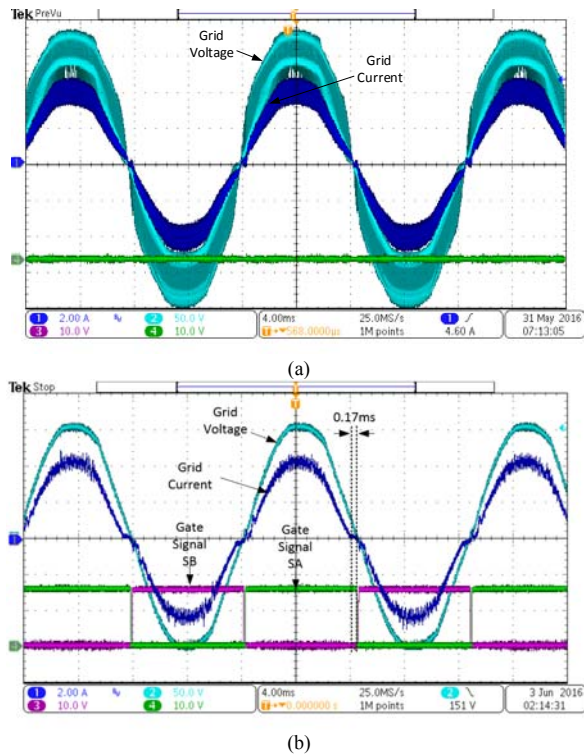 Tek PreVu
Grid
Voltage
Grid
Current
1 2.00 A 2 50.0 V
3 10.0 V 4 10.0 V
4.00ms 25.0MS/s 1 4.60 A
568.0000µs 1M points
31 May 2016
07:13:05
(a)
Tek Stop
0.17ms
Grid
Voltage
Grid
Current
Gate
Signal
SB
Gate
Signal
SA
1 2.00 A 2 50.0 V
3 10.0 V 4 10.0 V
4.00ms 25.0MS/s 2 151 V
0.000000 s 1M points
3 Jun 2016
02:14:31
(b)